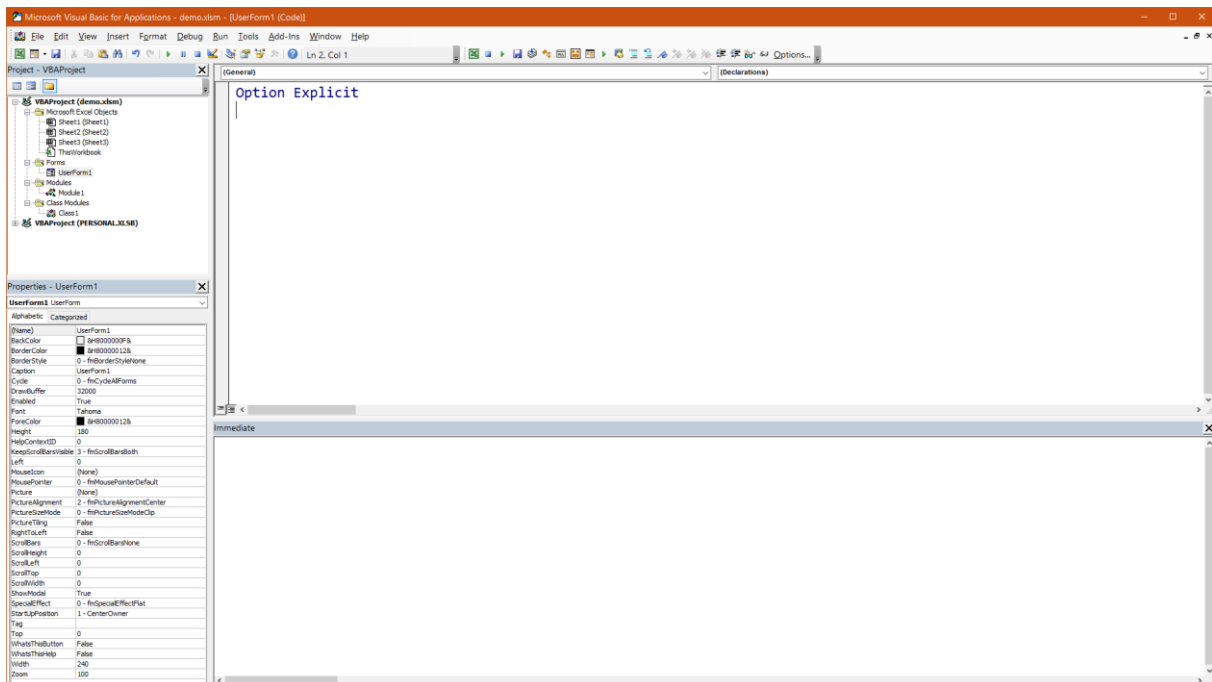 Microsoft Visual Basic for Applications - demo.xlsm - [UserForm1 (Code)]
File Edit View Insert Format Debug Run Tools Add-Ins Window Help
Ln 2, Col 1
Options...
Project - VBAProject
VBAProject (demo.xlsm)
Microsoft Excel Objects
Sheet1 (Sheet1)
Sheet2 (Sheet2)
Sheet3 (Sheet3)
ThisWorkbook
Forms
UserForm1
Modules
Module1
Class Modules
Class1
VBAProject (PERSONAL.XLSB)
Properties - UserForm1
UserForm1 UserForm
Alphabetic Categorized
(Name) UserForm1
BackColor &H8000000F&
BorderColor &H80000012&
BorderStyle 0 - fmBorderStyleNone
Caption UserForm1
Cycle 0 - fmCycleAllForms
DrawBuffer 32000
Enabled True
Font Tahoma
ForeColor &H80000012&
Height 180
HelpContextID 0
KeepScrollBarsVisible 3 - fmScrollBarsBoth
Left 0
MouseIcon (None)
MousePointer 0 - fmMousePointerDefault
Picture (None)
PictureAlignment 2 - fmPictureAlignmentCenter
PictureSizeMode 0 - fmPictureSizeModeClip
PictureTiling False
RightToLeft False
ScrollBars 0 - fmScrollBarsNone
ScrollHeight 0
ScrollLeft 0
ScrollTop 0
ScrollWidth 0
ShowModal True
SpecialEffect 0 - fmSpecialEffectFlat
StartUpPosition 1 - CenterOwner
Tag
Top 0
WhatsThisButton False
WhatsThisHelp False
Width 240
Zoom 100
(General)
(Declarations)
Option Explicit
Immediate